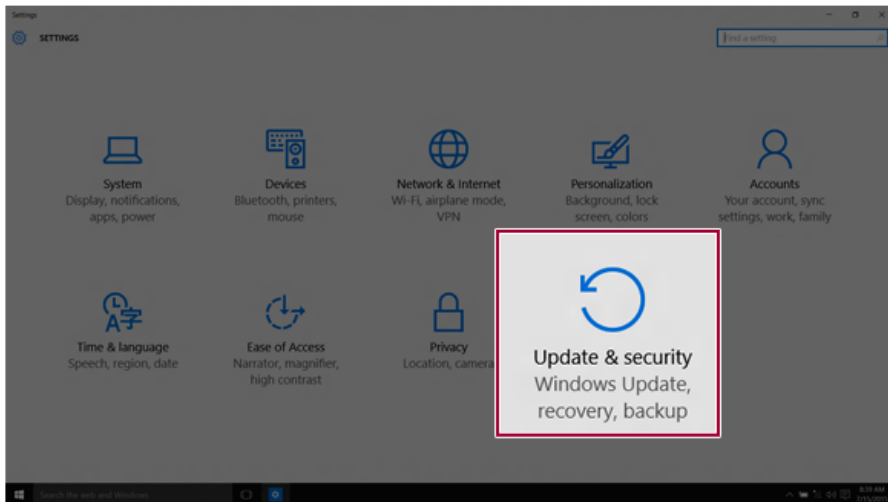 Settings
SETTINGS
Find a setting
System
Display, notifications,
apps, power
Devices
Bluetooth, printers,
mouse
Network & Internet
Wi-Fi, airplane mode,
VPN
Personalization
Background, lock
screen, colors
Accounts
Your account, sync
settings, work, family
Time & language
Speech, region, date
Ease of Access
Narrator, magnifier,
high contrast
Privacy
Location, camera
Update & security
Windows Update,
recovery, backup
Search the web and Windows
8:39 AM